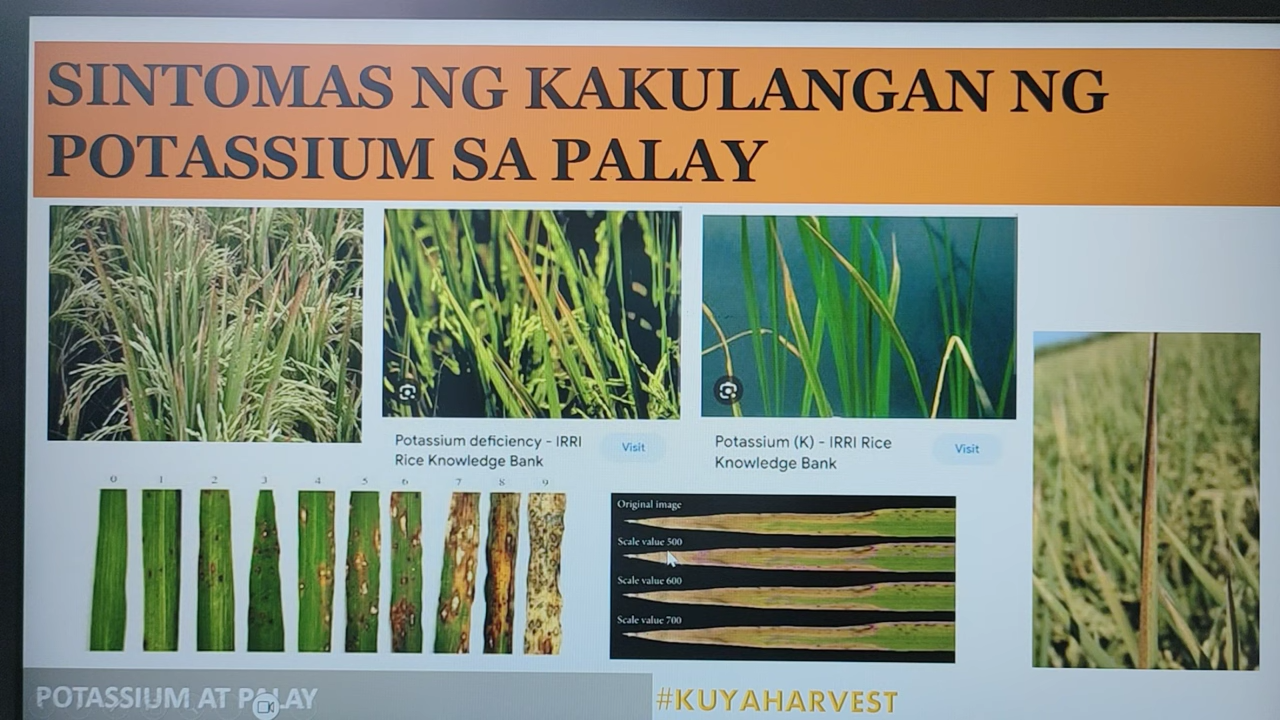 SINTOMAS NG KAKULANGAN NG
POTASSIUM SA PALAY
Potassium deficiency - IRRI
Rice Knowledge Bank
Visit
Potassium (K) - IRRI Rice
Knowledge Bank
Visit
0 1 2 3 4 5 6 7 8 9
Original image
Scale value 500
Scale value 600
Scale value 700
POTASSIUM AT PALAY
#KUYAHARVEST